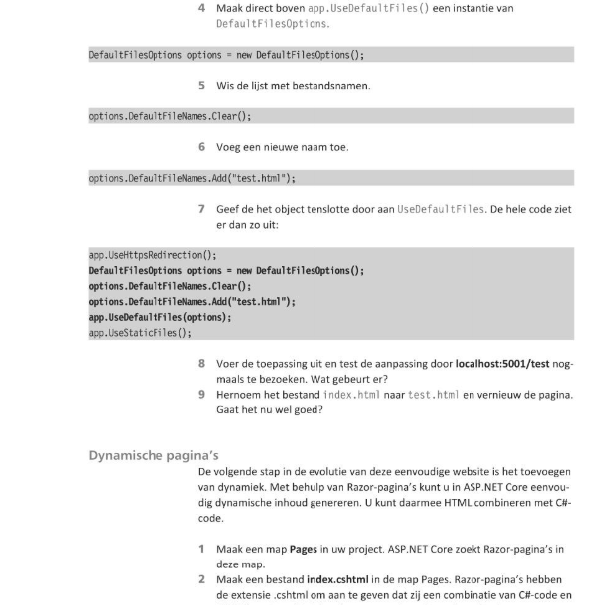 4 Maak direct boven app.UseDefaultFiles() een instantie van
DefaultFilesOptions.
DefaultFilesOptions options = new DefaultFilesOptions();
5 Wis de lijst met bestandsnamen.
options.DefaultFileNames.Clear();
6 Voeg een nieuwe naam toe.
options.DefaultFileNames.Add("test.html");
7 Geef de het object tenslotte door aan UseDefaultFiles. De hele code ziet
er dan zo uit:
app.UseHttpsRedirection();
DefaultFilesOptions options = new DefaultFilesOptions();
options.DefaultFileNames.Clear();
options.DefaultFileNames.Add("test.html");
app.UseDefaultFiles(options);
app.UseStaticFiles();
8 Voer de toepassing uit en test de aanpassing door localhost:5001/test nog-
maals te bezoeken. Wat gebeurt er?
9 Hernoem het bestand index.html naar test.html en vernieuw de pagina.
Gaat het nu wel goed?
Dynamische pagina's
De volgende stap in de evolutie van deze eenvoudige website is het toevoegen
van dynamiek. Met behulp van Razor-pagina's kunt u in ASP.NET Core eenvou-
dig dynamische inhoud genereren. U kunt daarmee HTML combineren met C#-
code.
1 Maak een map Pages in uw project. ASP.NET Core zoekt Razor-pagina's in
deze map.
2 Maak een bestand index.cshtml in de map Pages. Razor-pagina's hebben
de extensie .cshtml om aan te geven dat zij een combinatie van C#-code en